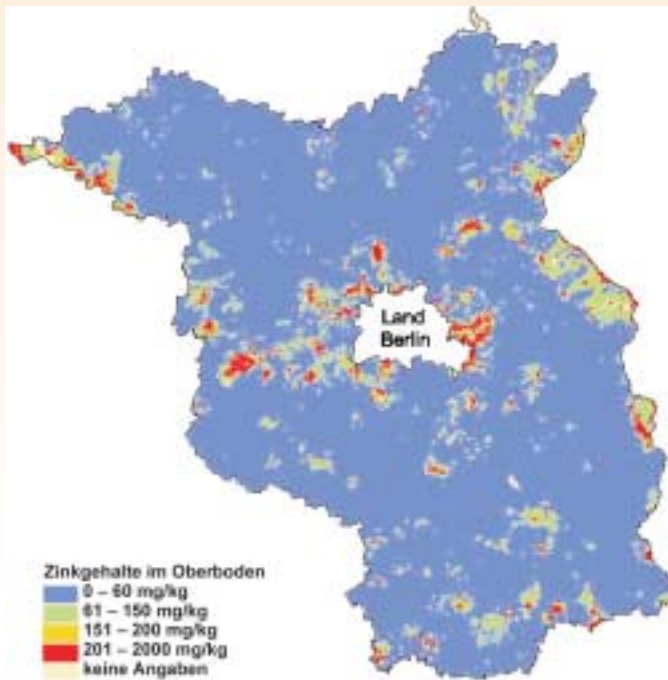 Land
Berlin
Zinkgehalte im Oberboden
0 – 60 mg/kg
61 – 150 mg/kg
151 – 200 mg/kg
201 – 2000 mg/kg
keine Angaben